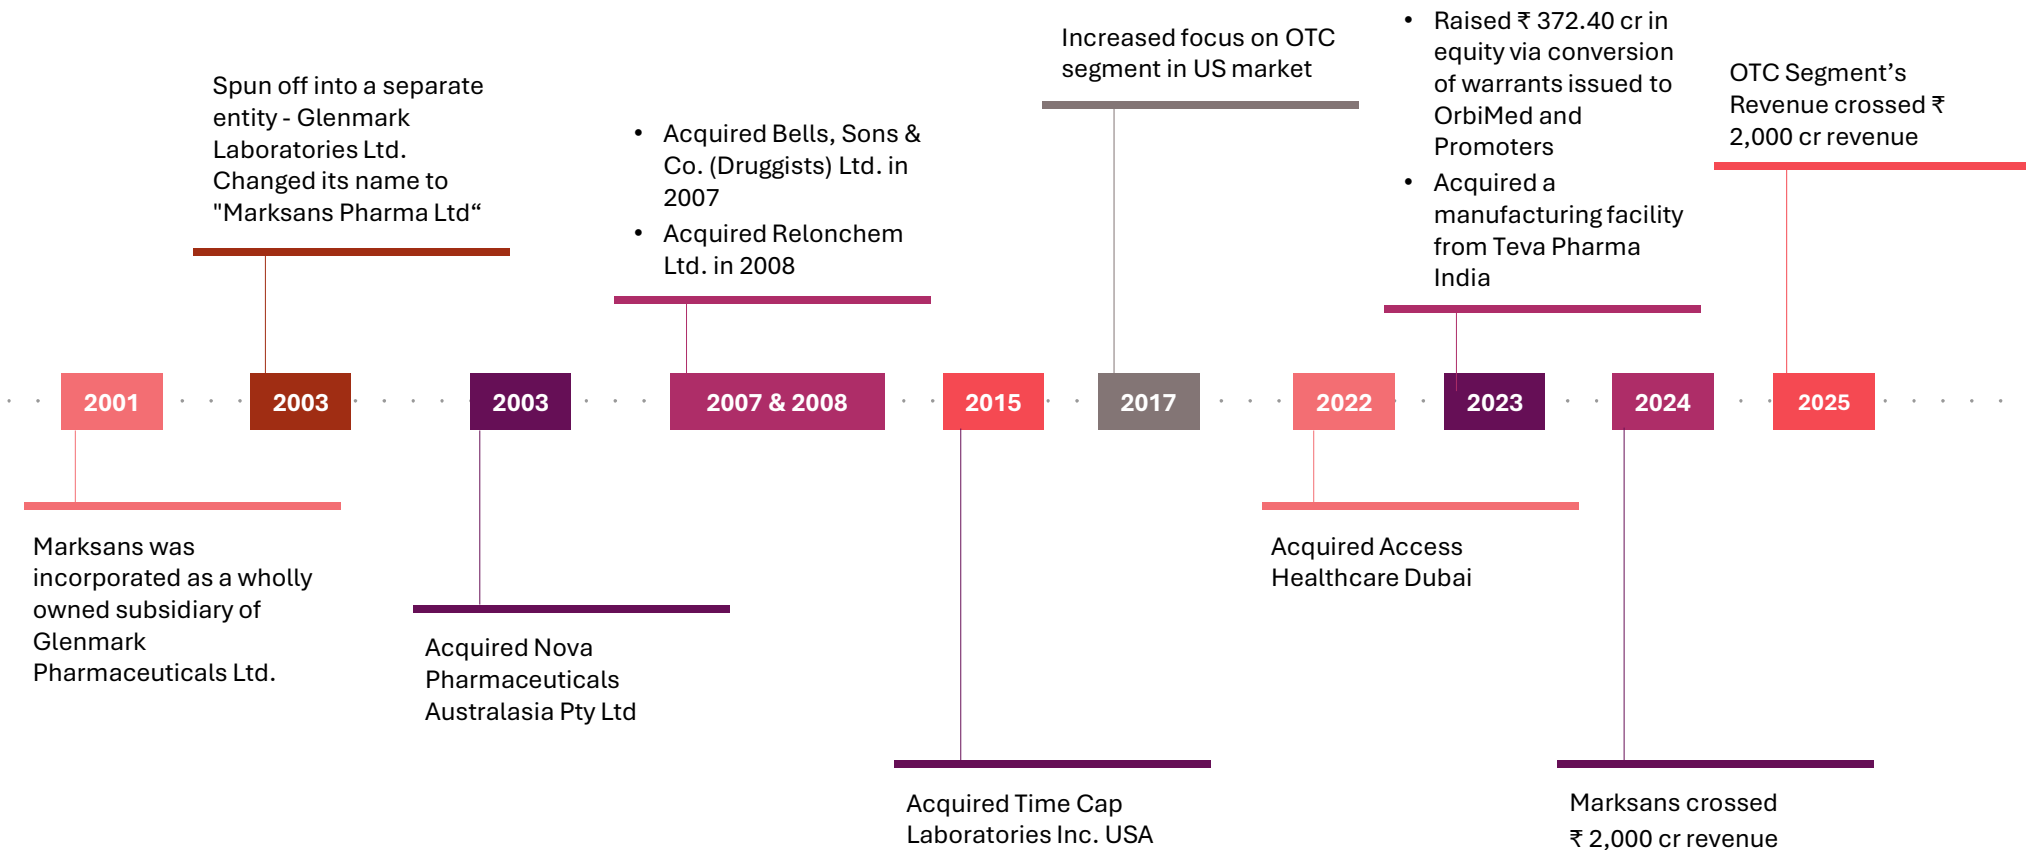 Spun off into a separate
entity - Glenmark
Laboratories Ltd.
Changed its name to
"Marksans Pharma Ltd“
• Acquired Bells, Sons &
Co. (Druggists) Ltd. in
2007
• Acquired Relonchem
Ltd. in 2008
Increased focus on OTC
segment in US market
• Raised ₹ 372.40 cr in
equity via conversion
of warrants issued to
OrbiMed and
Promoters
• Acquired a
manufacturing facility
from Teva Pharma
India
OTC Segment’s
Revenue crossed ₹
2,000 cr revenue
2001
2003
2003
2007 & 2008
2015
2017
2022
2023
2024
2025
Marksans was
incorporated as a wholly
owned subsidiary of
Glenmark
Pharmaceuticals Ltd.
Acquired Nova
Pharmaceuticals
Australasia Pty Ltd
Acquired Time Cap
Laboratories Inc. USA
Acquired Access
Healthcare Dubai
Marksans crossed
₹ 2,000 cr revenue